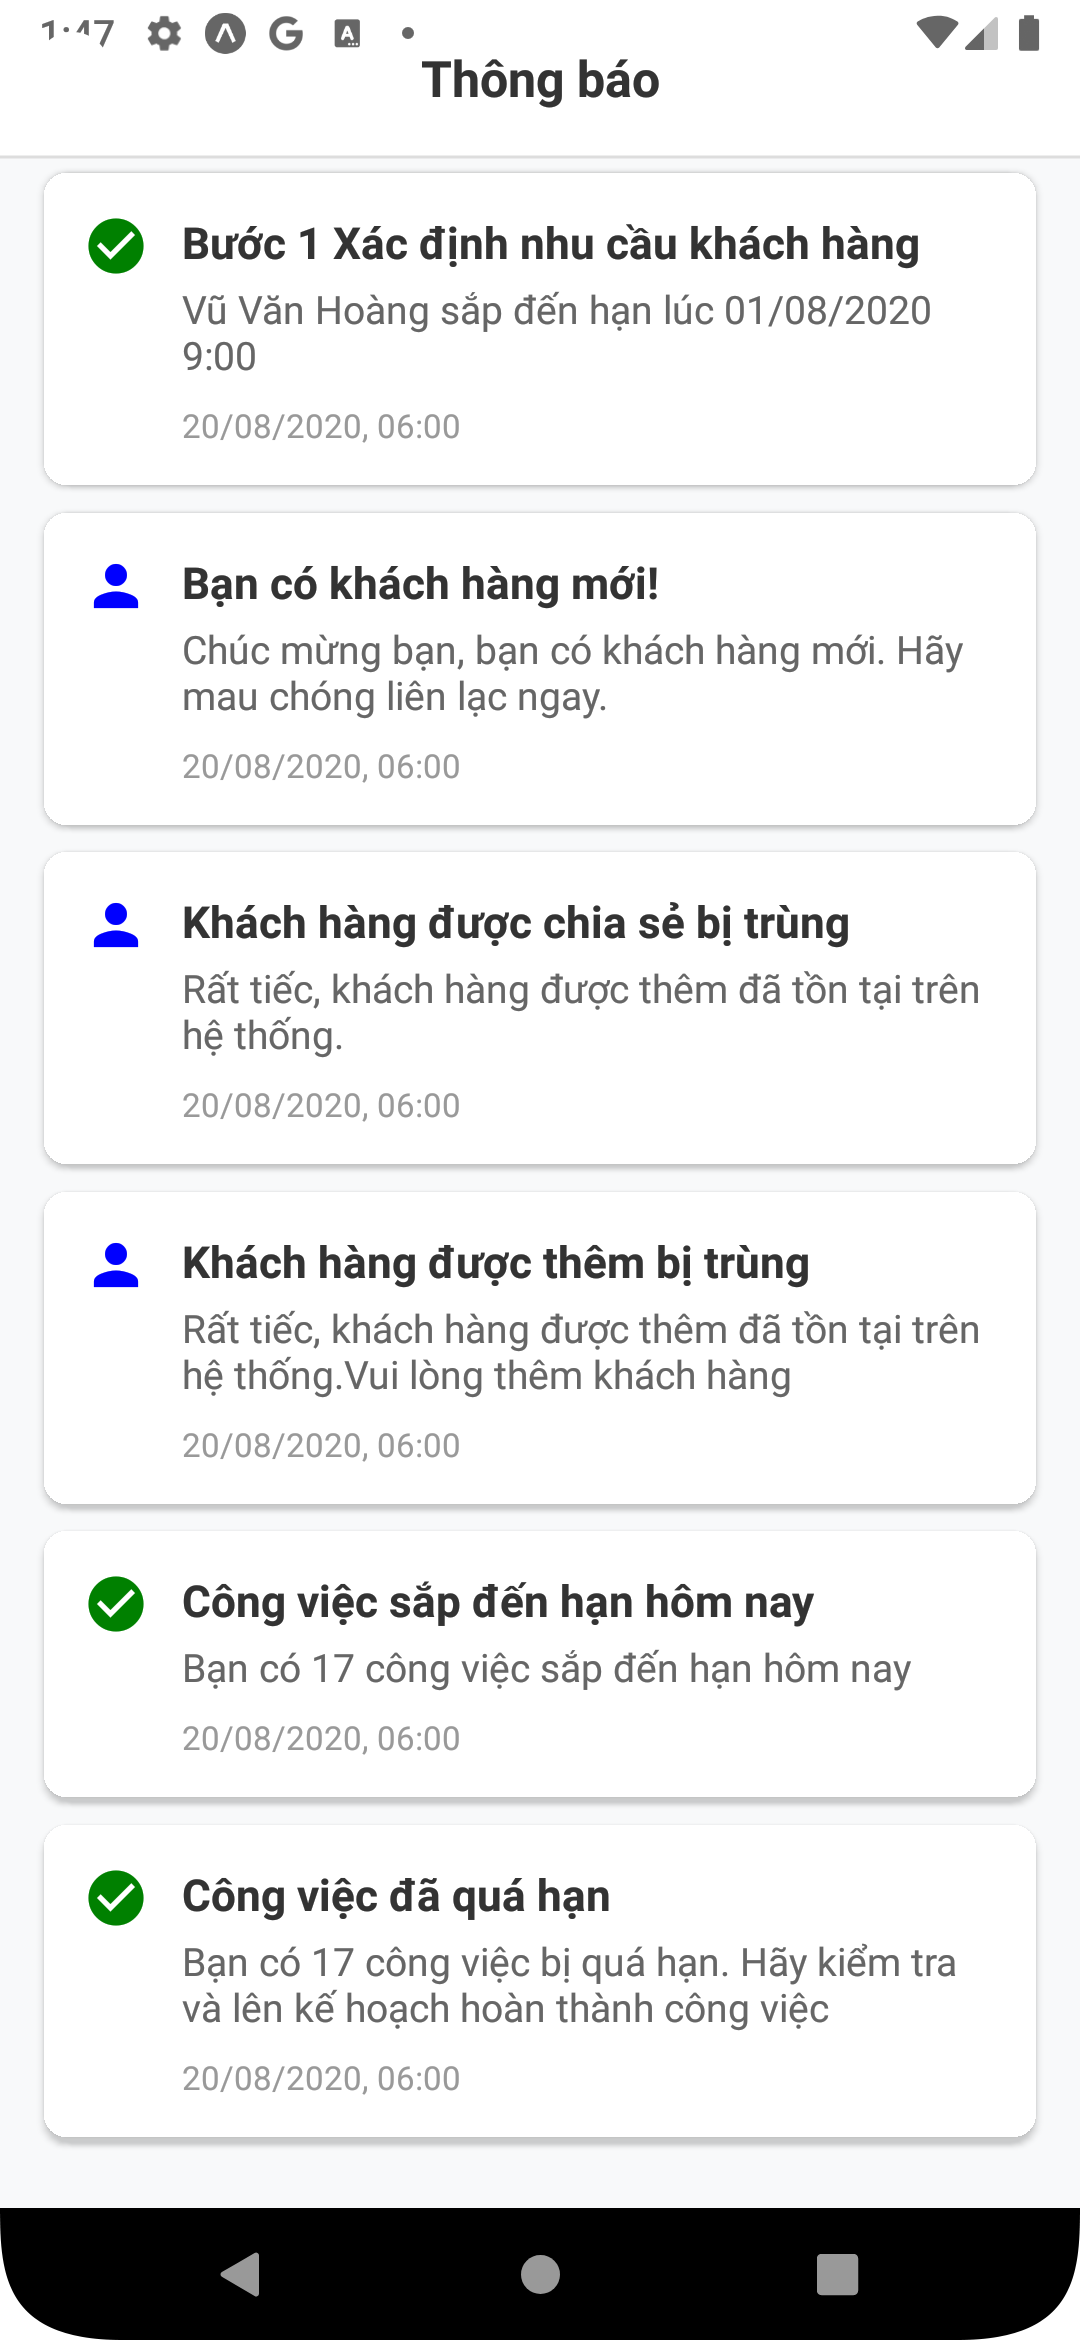 Thông báo
Bước 1 Xác định nhu cầu khách hàng
Vũ Văn Hoàng sắp đến hạn lúc 01/08/2020
9:00
20/08/2020, 06:00
Bạn có khách hàng mới!
Chúc mừng bạn, bạn có khách hàng mới. Hãy
mau chóng liên lạc ngay.
20/08/2020, 06:00
Khách hàng được chia sẻ bị trùng
Rất tiếc, khách hàng được thêm đã tồn tại trên
hệ thống.
20/08/2020, 06:00
Khách hàng được thêm bị trùng
Rất tiếc, khách hàng được thêm đã tồn tại trên
hệ thống.Vui lòng thêm khách hàng
20/08/2020, 06:00
Công việc sắp đến hạn hôm nay
Bạn có 17 công việc sắp đến hạn hôm nay
20/08/2020, 06:00
Công việc đã quá hạn
Bạn có 17 công việc bị quá hạn. Hãy kiểm tra
và lên kế hoạch hoàn thành công việc
20/08/2020, 06:00